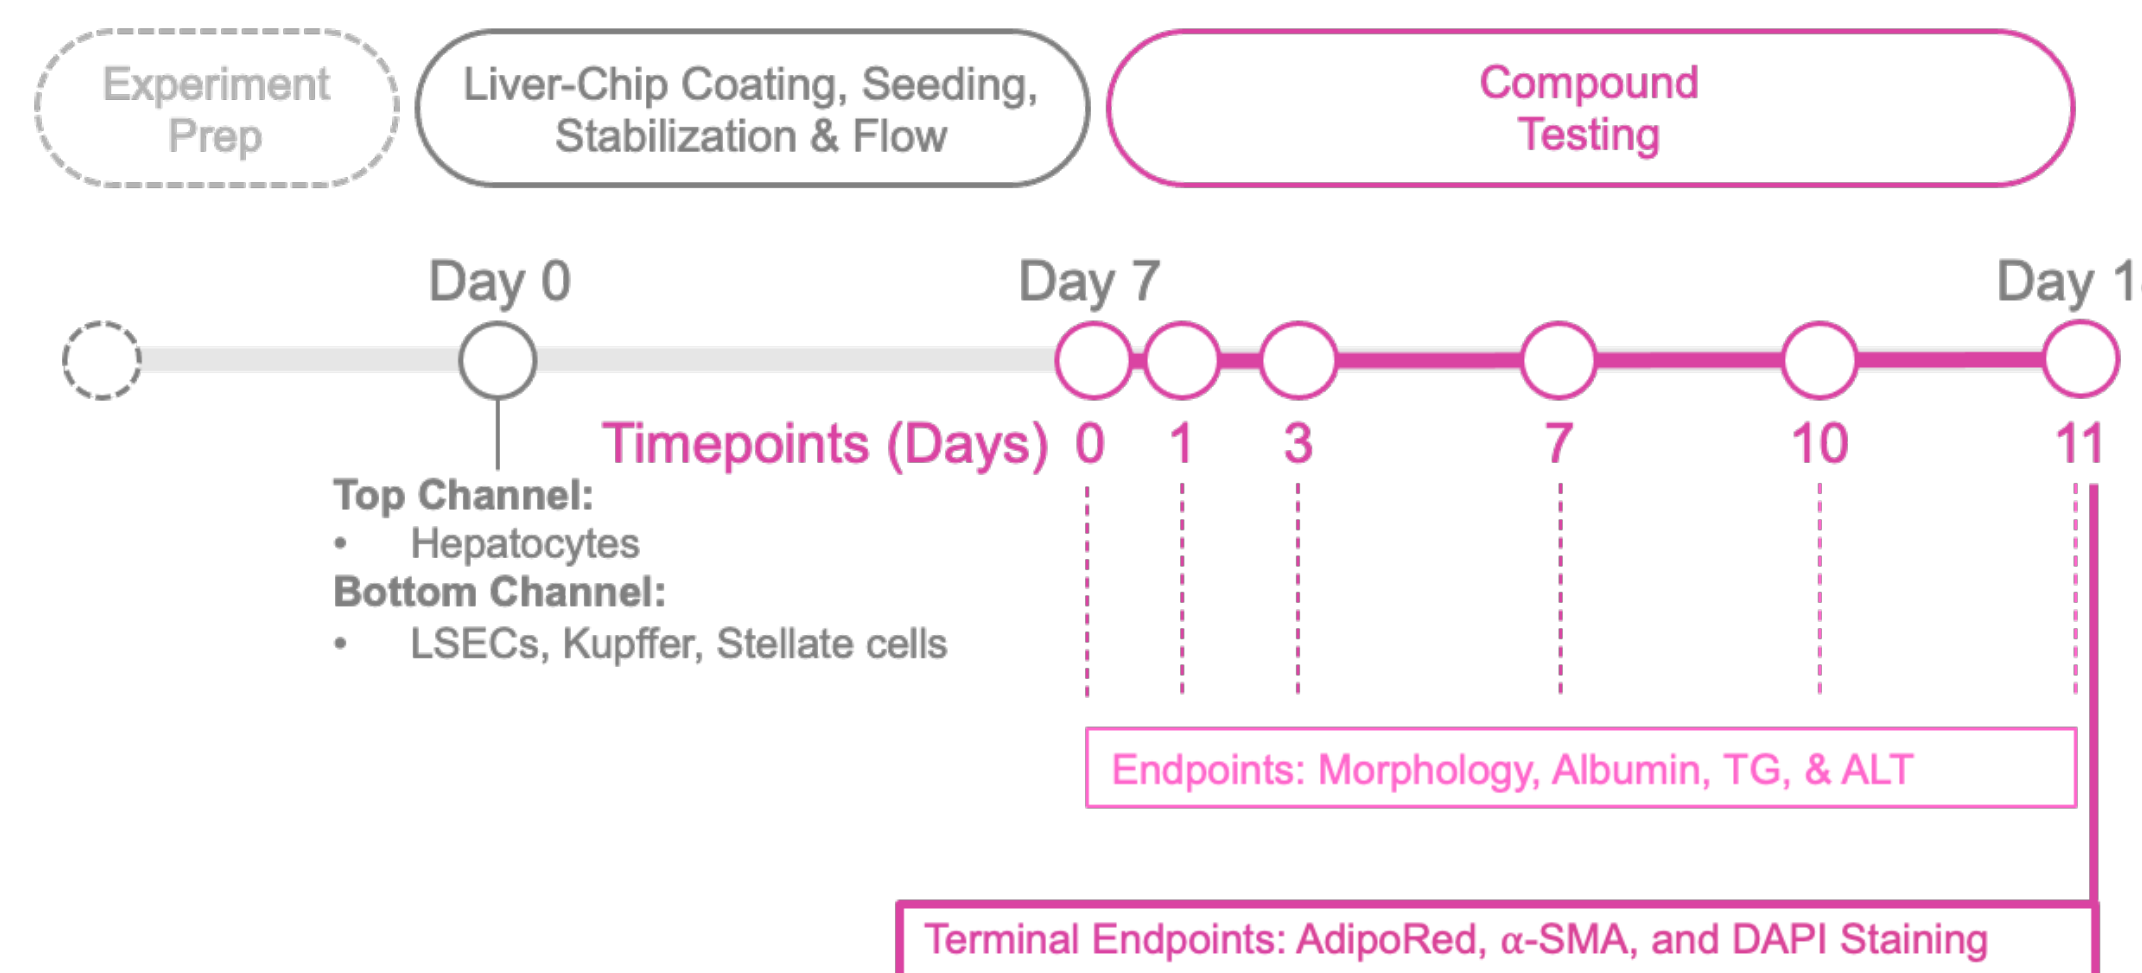 Experiment
Prep
Liver-Chip Coating, Seeding,
Stabilization & Flow
Compound
Testing
Day 0
Day 7
Day
Timepoints (Days) 0 1 3 7 10 11
Top Channel:
• Hepatocytes
Bottom Channel:
• LSECs, Kupffer, Stellate cells
Endpoints: Morphology, Albumin, TG, & ALT
Terminal Endpoints: AdipoRed, α-SMA, and DAPI Staining